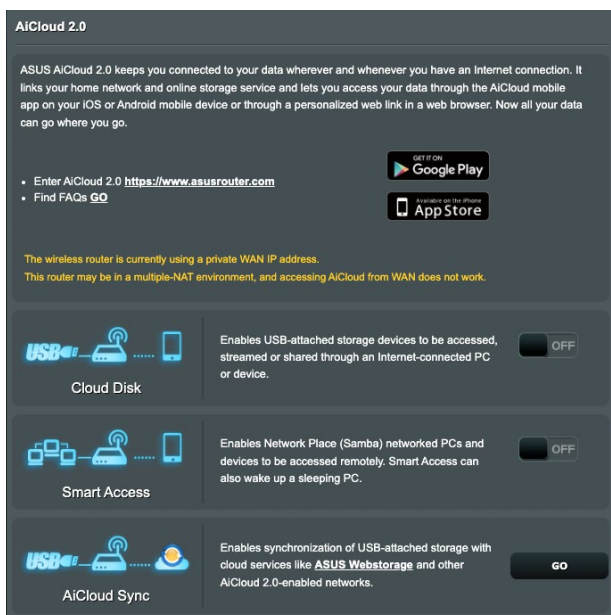 AiCloud 2.0
ASUS AiCloud 2.0 keeps you connected to your data wherever and whenever you have an Internet connection. It
links your home network and online storage service and lets you access your data through the AiCloud mobile
app on your iOS or Android mobile device or through a personalized web link in a web browser. Now all your data
can go where you go.
GET IT ON
Google Play
Enter AiCloud 2.0 https://www.asusrouter.com
Find FAQs GO
Available on the iPhone
App Store
The wireless router is currently using a private WAN IP address.
This router may be in a multiple-NAT environment, and accessing AiCloud from WAN does not work.
USB
Cloud Disk
Enables USB-attached storage devices to be accessed,
streamed or shared through an Internet-connected PC
or device.
OFF
Smart Access
Enables Network Place (Samba) networked PCs and
devices to be accessed remotely. Smart Access can
also wake up a sleeping PC.
OFF
USB
AiCloud Sync
Enables synchronization of USB-attached storage with
cloud services like ASUS Webstorage and other
AiCloud 2.0-enabled networks.
GO